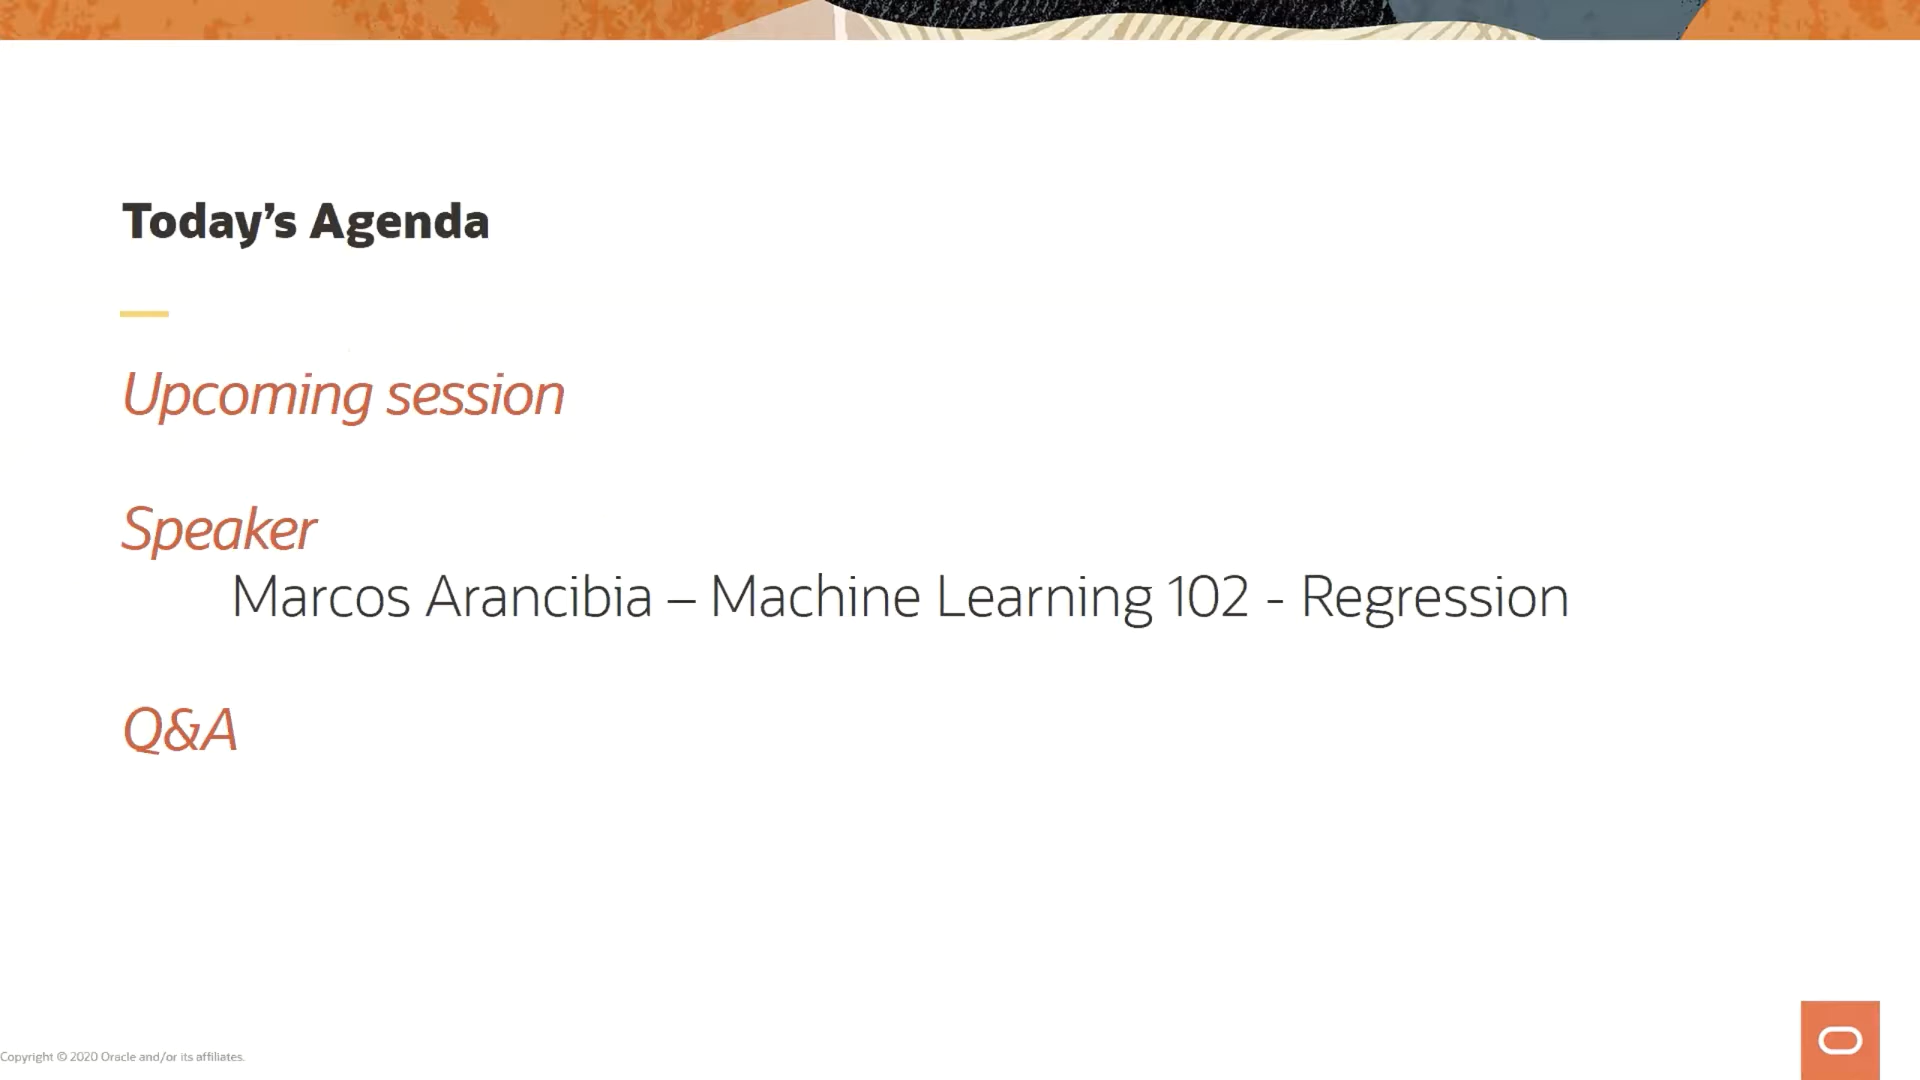 Today’s Agenda
Upcoming session
Speaker
Marcos Arancibia – Machine Learning 102 - Regression
Q&A
Copyright © 2020 Oracle and/or its affiliates.